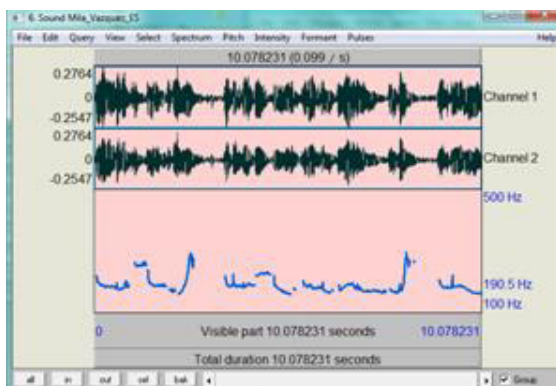 6. Sound Mila_Vazquez_ES
File Edit Query View Select Spectrum Pitch Intensity Formant Pulses Help
10.078231 (0.099 / s)
0.2764
0
-0.2547
Channel 1
0.2764
0
-0.2547
Channel 2
500 Hz
190.5 Hz
100 Hz
0 Visible part 10.078231 seconds 10.078231
Total duration 10.078231 seconds
all in out sel bak Group